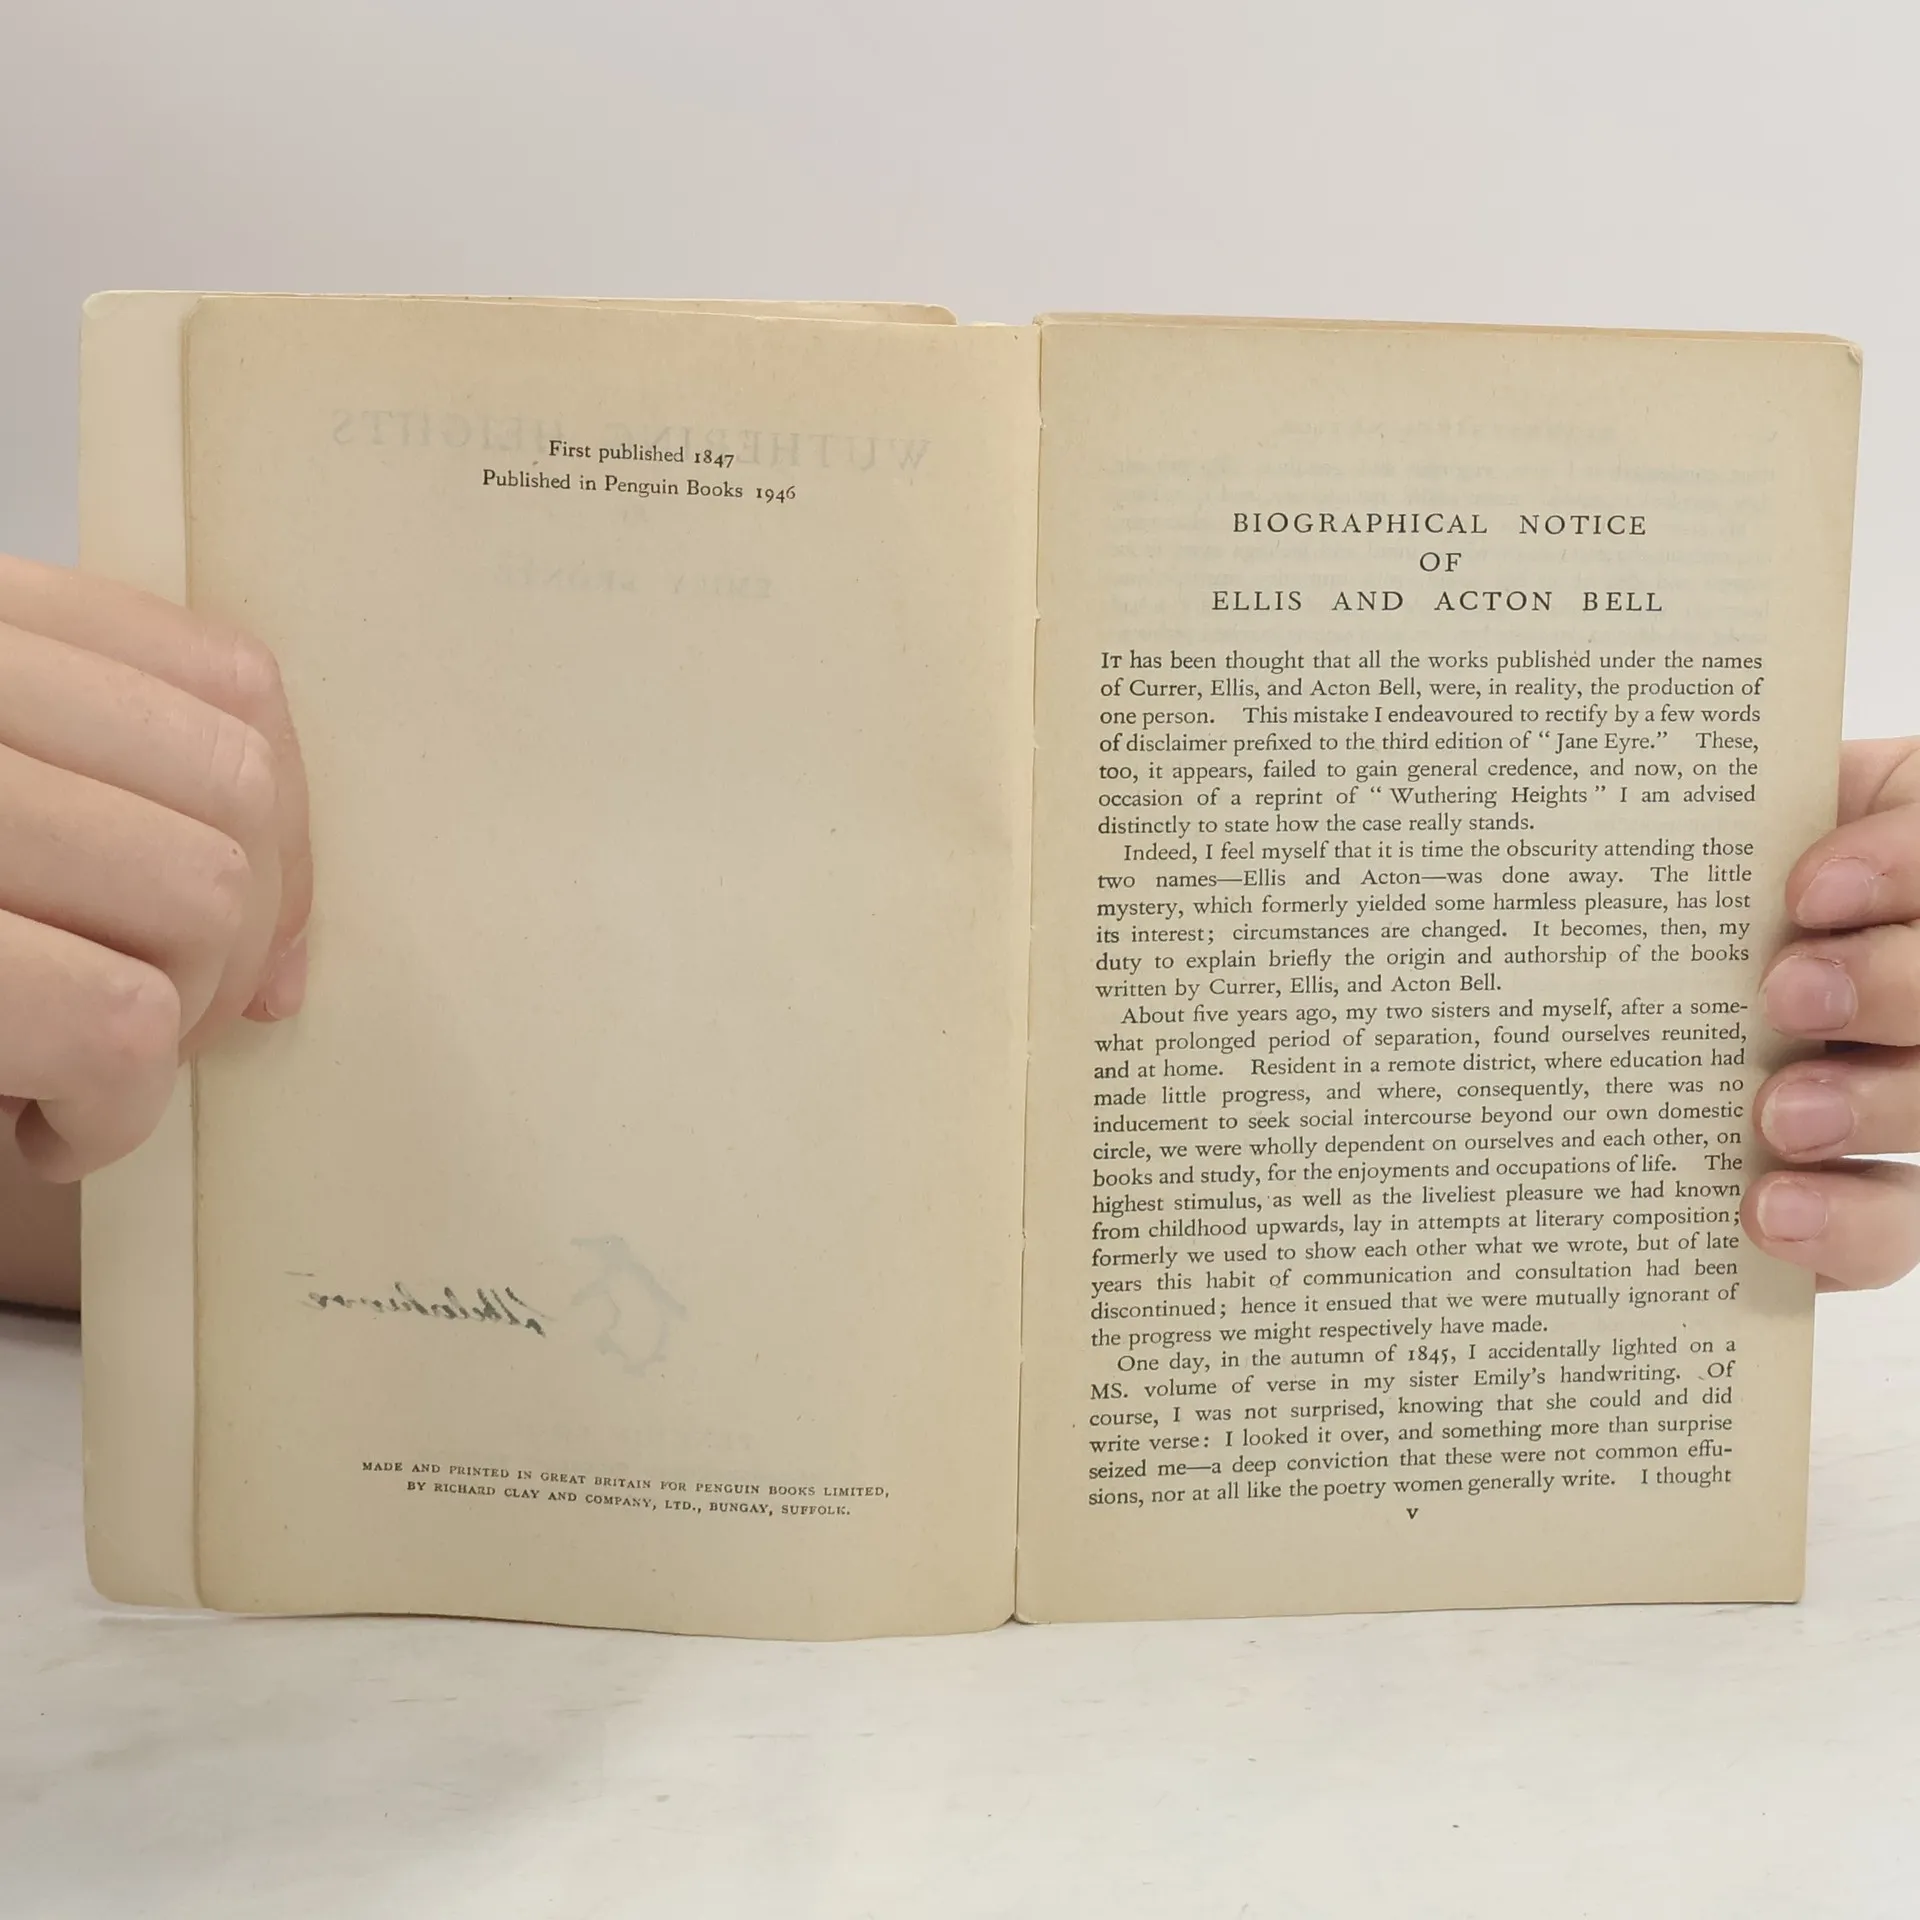 First published 1847
Published in Penguin Books 1946
WUTHERING HEIGHTS
EMILY BRONTË
MADE AND PRINTED IN GREAT BRITAIN FOR PENGUIN BOOKS LIMITED,
BY RICHARD CLAY AND COMPANY, LTD., BUNGAY, SUFFOLK.
BIOGRAPHICAL NOTICE
OF
ELLIS AND ACTON BELL
IT has been thought that all the works published under the names
of Currer, Ellis, and Acton Bell, were, in reality, the production of
one person. This mistake I endeavoured to rectify by a few words
of disclaimer prefixed to the third edition of “ Jane Eyre.” These,
too, it appears, failed to gain general credence, and now, on the
occasion of a reprint of “ Wuthering Heights ” I am advised
distinctly to state how the case really stands.
Indeed, I feel myself that it is time the obscurity attending those
two names—Ellis and Acton—was done away. The little
mystery, which formerly yielded some harmless pleasure, has lost
its interest; circumstances are changed. It becomes, then, my
duty to explain briefly the origin and authorship of the books
written by Currer, Ellis, and Acton Bell.
About five years ago, my two sisters and myself, after a some-
what prolonged period of separation, found ourselves reunited,
and at home. Resident in a remote district, where education had
made little progress, and where, consequently, there was no
inducement to seek social intercourse beyond our own domestic
circle, we were wholly dependent on ourselves and each other, on
books and study, for the enjoyments and occupations of life. The
highest stimulus, as well as the liveliest pleasure we had known
from childhood upwards, lay in attempts at literary composition;
formerly we used to show each other what we wrote, but of late
years this habit of communication and consultation had been
discontinued; hence it ensued that we were mutually ignorant of
the progress we might respectively have made.
One day, in the autumn of 1845, I accidentally lighted on a
MS. volume of verse in my sister Emily’s handwriting. Of
course, I was not surprised, knowing that she could and did
write verse: I looked it over, and something more than surprise
seized me—a deep conviction that these were not common effu-
sions, nor at all like the poetry women generally write. I thought
v